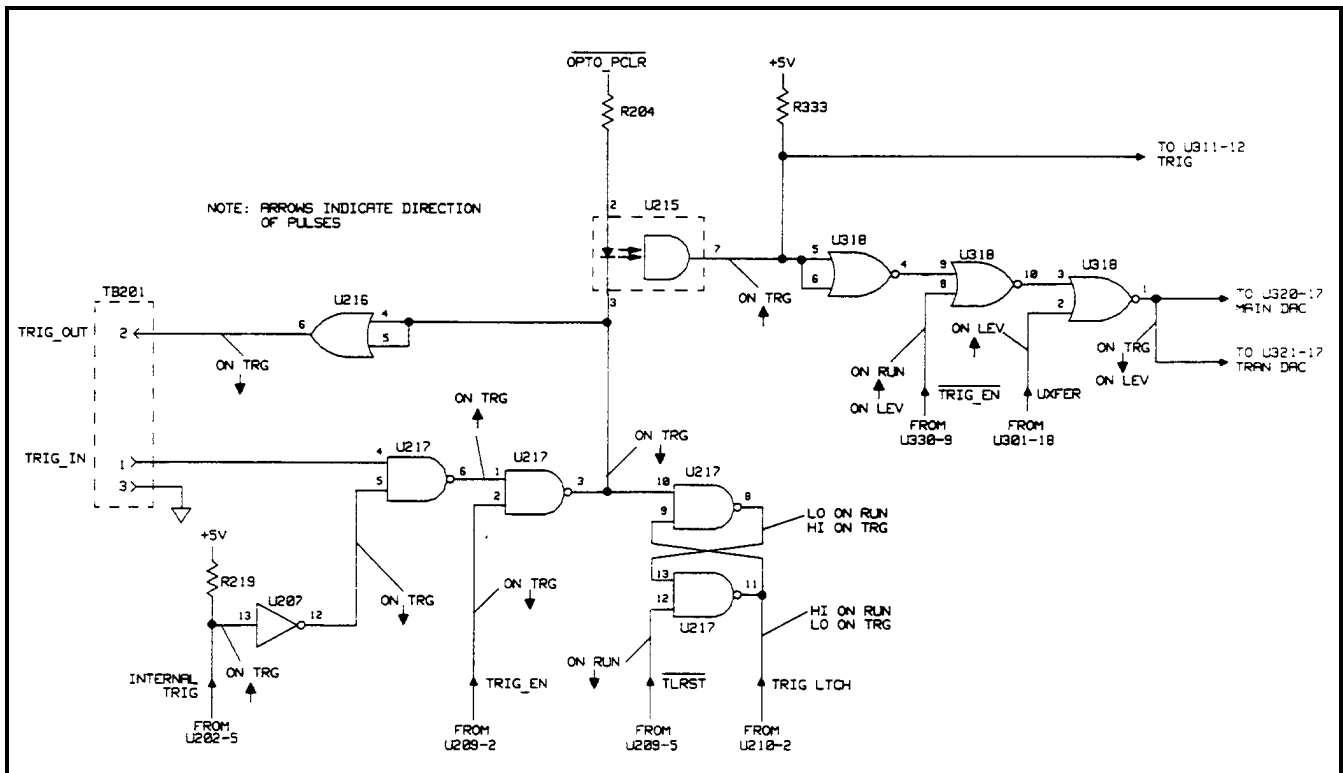 OPTO_PCLR
+5V
R204
R333
TO U311-12
TRIG
NOTE: ARROWS INDICATE DIRECTION
OF PULSES
2
U215
7
ON TRG
3
5
6
U318
4
9
8
U318
10
3
2
U318
1
TO U320-17
MAIN DAC
ON TRG
ON LEV
TO U321-17
TRAN DAC
ON LEV
ON RUN
ON LEV
TRIG_EN
FROM
U330-9
UXFER
FROM
U301-18
TB201
TRIG_OUT
2
6
U216
4
5
ON TRG
TRIG_IN
1
3
4
5
U217
6
ON TRG
1
2
U217
3
ON TRG
10
9
U217
8
LO ON RUN
HI ON TRG
13
12
11
U217
HI ON RUN
LO ON TRG
+5V
R219
13
U207
12
ON TRG
ON TRG
ON TRG
ON RUN
INTERNAL
TRIG
FROM
U202-5
TRIG_EN
FROM
U209-2
TLRST
FROM
U209-5
TRIG LTCH
FROM
U210-2